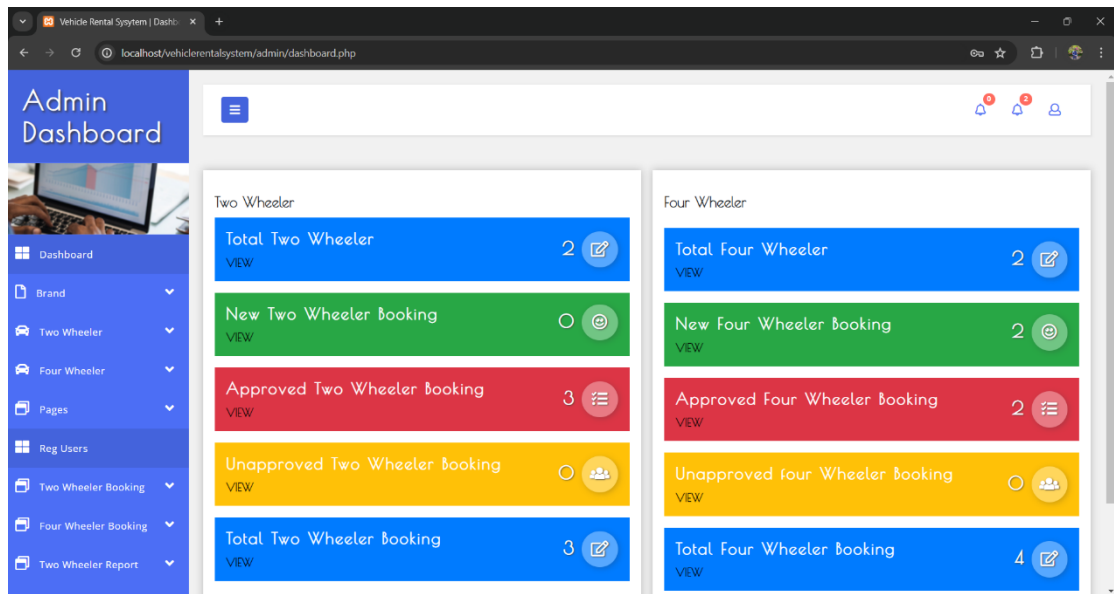 Vehicle Rental Sysytem | Dashb
localhost/vehiclerentalsystem/admin/dashboard.php
Admin
Dashboard
0
2
Dashboard
Brand
Two Wheeler
Four Wheeler
Pages
Reg Users
Two Wheeler Booking
Four Wheeler Booking
Two Wheeler Report
Two Wheeler
Total Two Wheeler
VIEW
2
New Two Wheeler Booking
VIEW
0
Approved Two Wheeler Booking
VIEW
3
Unapproved Two Wheeler Booking
VIEW
0
Total Two Wheeler Booking
VIEW
3
Four Wheeler
Total Four Wheeler
VIEW
2
New Four Wheeler Booking
VIEW
2
Approved Four Wheeler Booking
VIEW
2
Unapproved four Wheeler Booking
VIEW
0
Total Four Wheeler Booking
VIEW
4